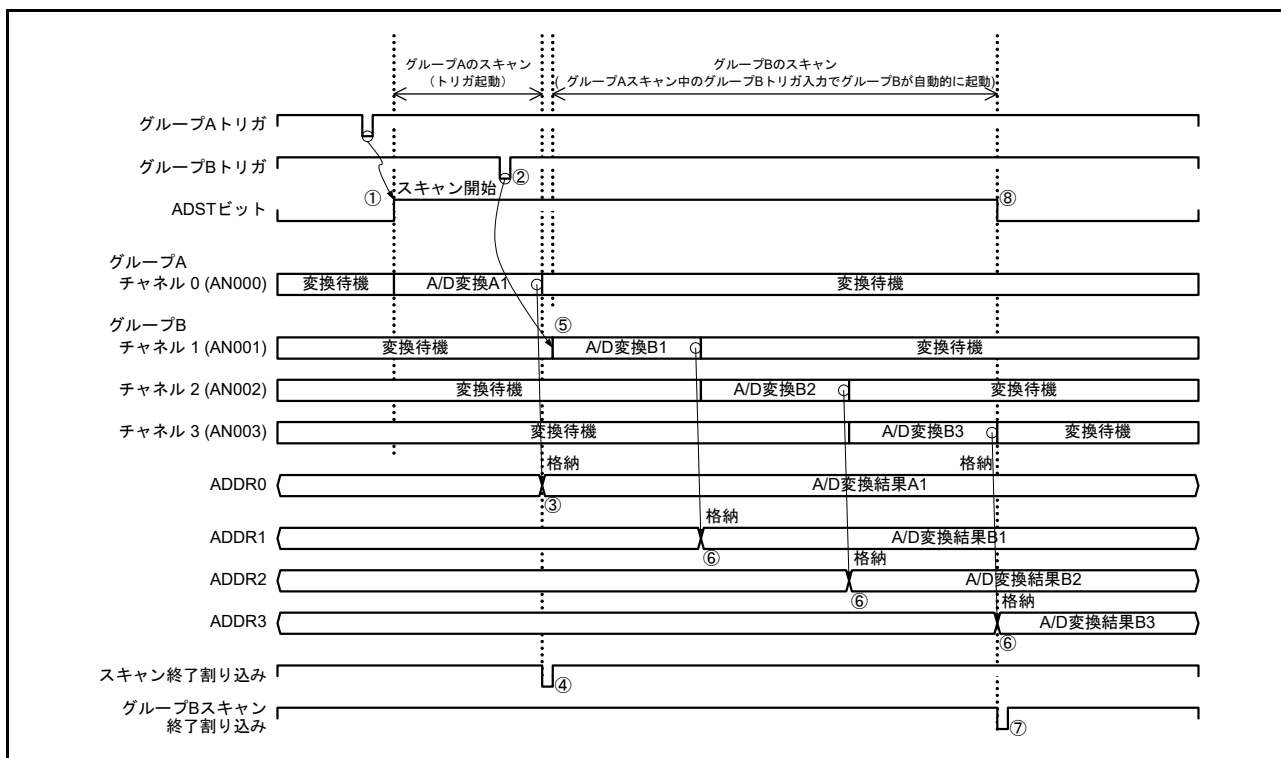 グループAのスキャン
(トリガ起動)
グループBのスキャン
( グループAスキャン中のグループBトリガ入力でグループBが自動的に起動)
グループAトリガ
グループBトリガ
②
① スキャン開始 ⑧
ADSTビット
グループA
チャネル 0 (AN000) 変換待機 A/D変換A1 変換待機
グループB ⑤
チャネル 1 (AN001) 変換待機 A/D変換B1 変換待機
チャネル 2 (AN002) 変換待機 A/D変換B2 変換待機
チャネル 3 (AN003) 変換待機 A/D変換B3 変換待機
格納 格納
ADDR0 A/D変換結果A1
③
格納
ADDR1 A/D変換結果B1
⑥ 格納
ADDR2 A/D変換結果B2
⑥ 格納
ADDR3 A/D変換結果B3
⑥
スキャン終了割り込み ④
グループBスキャン
終了割り込み ⑦